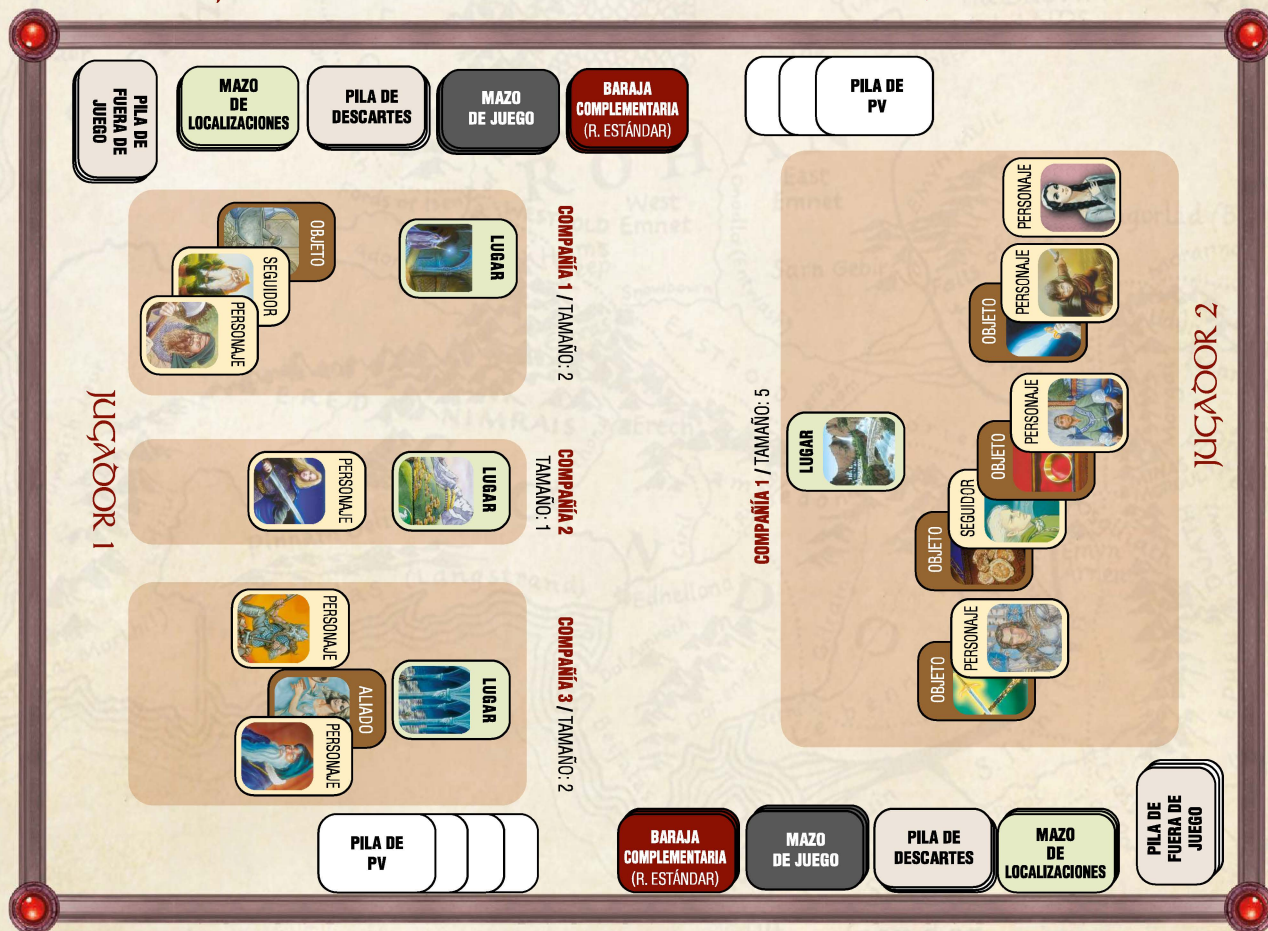 PILA DE
FUERA DE
JUEGO
MAZO
DE
LOCALIZACIONES
PILA DE
DESCARTES
MAZO
DE JUEGO
BARAJA
COMPLEMENTARIA
(R. ESTÁNDAR)
PILA DE
PV
JUGADOR 1
OBJETO
SEGUIDOR
PERSONAJE
LUGAR
COMPAÑÍA 1 / TAMAÑO: 2
PERSONAJE
LUGAR
COMPAÑÍA 2
TAMAÑO: 1
PERSONAJE
ALIADO
PERSONAJE
LUGAR
COMPAÑÍA 3 / TAMAÑO: 2
PILA DE
PV
COMPAÑÍA 1 / TAMAÑO: 5
LUGAR
PERSONAJE
PERSONAJE
OBJETO
PERSONAJE
OBJETO
SEGUIDOR
OBJETO
PERSONAJE
OBJETO
JUGADOR 2
BARAJA
COMPLEMENTARIA
(R. ESTÁNDAR)
MAZO
DE JUEGO
PILA DE
DESCARTES
MAZO
DE
LOCALIZACIONES
PILA DE
FUERA DE
JUEGO
West
Emnet
East
Emnet